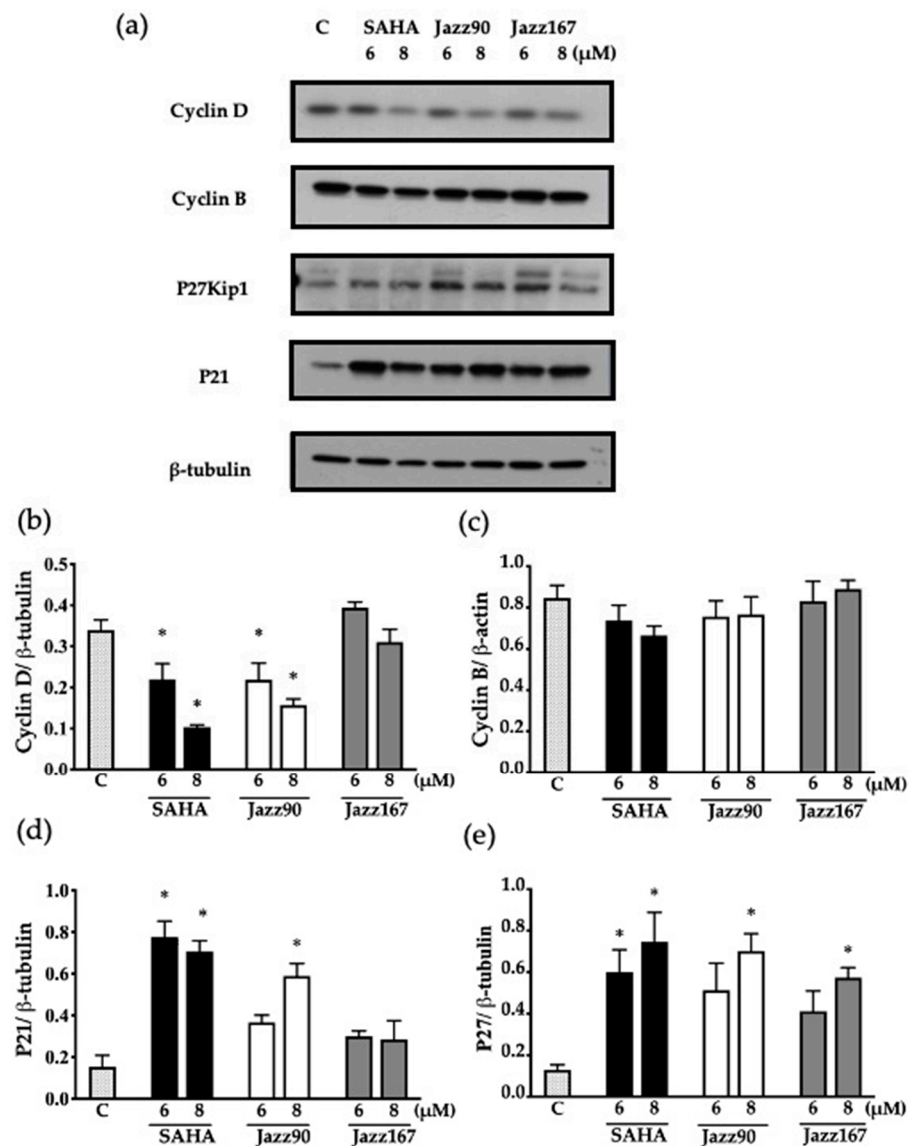 (a)
C SAHA Jazz90 Jazz167
6 8 6 8 6 8 (μM)
Cyclin D
Cyclin B
P27Kip1
P21
β-tubulin
(b)
Cyclin D/ β-tubulin
0.5
0.4
0.3
0.2
0.1
0.0
* * * *
C 6 8 6 8 6 8 (μM)
SAHA Jazz90 Jazz167
(c)
Cyclin B/ β-actin
1.0
0.8
0.6
0.4
0.2
0.0
C 6 8 6 8 6 8 (μM)
SAHA Jazz90 Jazz167
(d)
P21/ β-tubulin
1.0
0.8
0.6
0.4
0.2
0.0
* * *
C 6 8 6 8 6 8 (μM)
SAHA Jazz90 Jazz167
(e)
P27/ β-tubulin
1.0
0.8
0.6
0.4
0.2
0.0
* * * *
C 6 8 6 8 6 8 (μM)
SAHA Jazz90 Jazz167